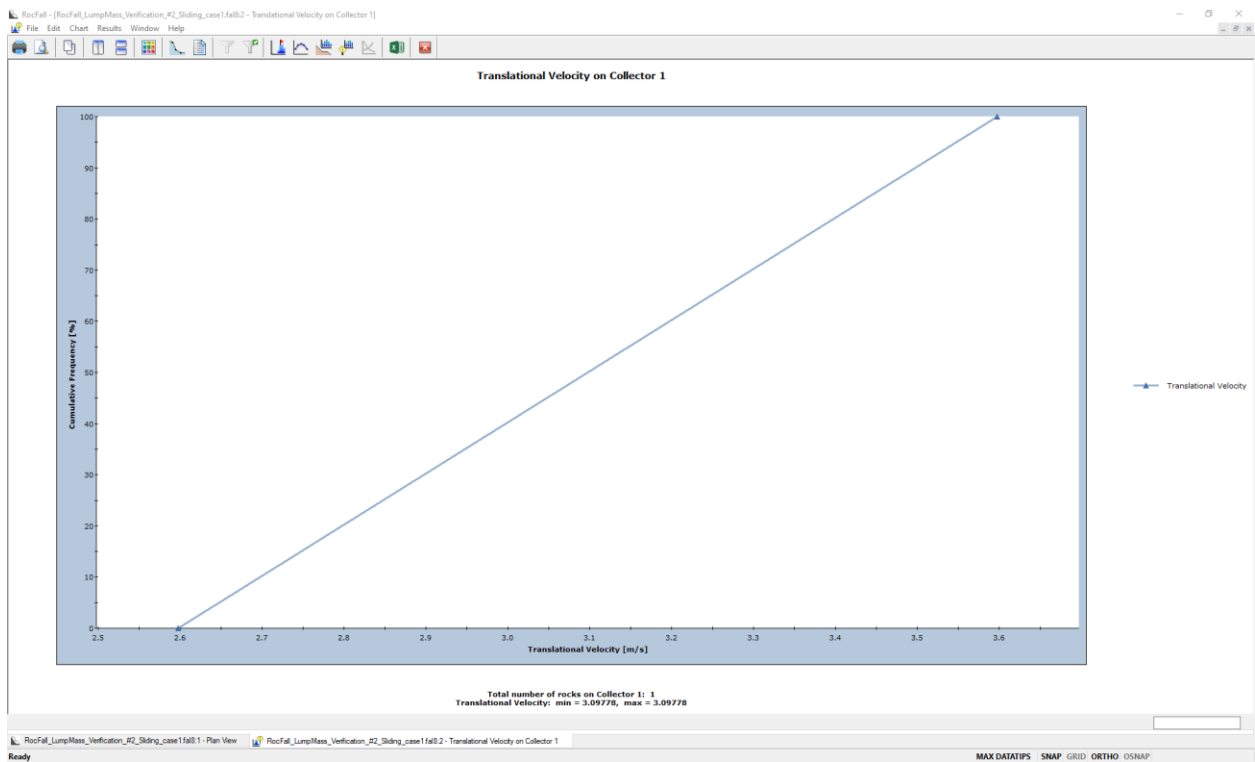 RocFall - [RocFall_LumpMass_Verification_#2_Sliding_case1.fal8:2 - Translational Velocity on Collector 1]
File Edit Chart Results Window Help
Translational Velocity on Collector 1
100
90
80
70
60
50
40
30
20
10
0
Cumulative Frequency [%]
2.5 2.6 2.7 2.8 2.9 3.0 3.1 3.2 3.3 3.4 3.5 3.6
Translational Velocity [m/s]
Translational Velocity
Total number of rocks on Collector 1: 1
Translational Velocity: min = 3.09778, max = 3.09778
RocFall_LumpMass_Verification_#2_Sliding_case1.fal8:1 - Plan View RocFall_LumpMass_Verification_#2_Sliding_case1.fal8:2 - Translational Velocity on Collector 1
Ready MAX DATATIPS SNAP GRID ORTHO OSNAP